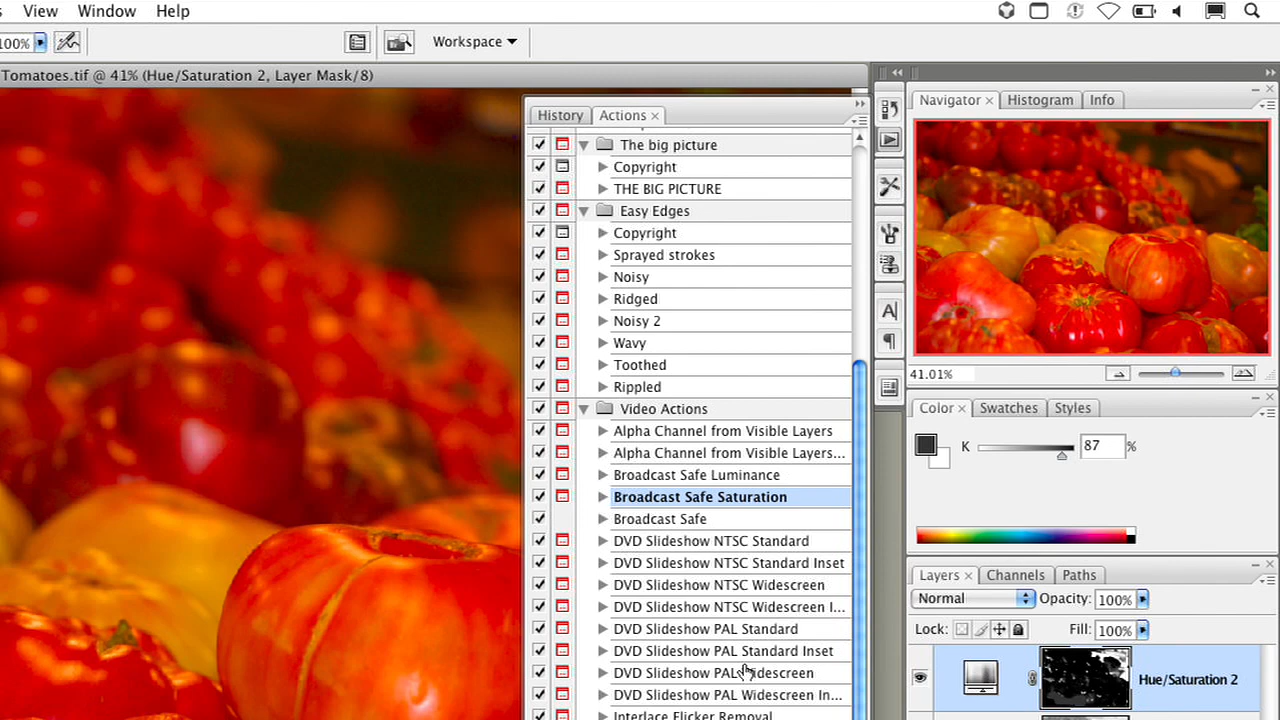 View Window Help
100% Workspace
Tomatoes.tif @ 41% (Hue/Saturation 2, Layer Mask/8)
History Actions
The big picture
Copyright
THE BIG PICTURE
Easy Edges
Copyright
Sprayed strokes
Noisy
Ridged
Noisy 2
Wavy
Toothed
Rippled
Video Actions
Alpha Channel from Visible Layers
Alpha Channel from Visible Layers...
Broadcast Safe Luminance
Broadcast Safe Saturation
Broadcast Safe
DVD Slideshow NTSC Standard
DVD Slideshow NTSC Standard Inset
DVD Slideshow NTSC Widescreen
DVD Slideshow NTSC Widescreen I...
DVD Slideshow PAL Standard
DVD Slideshow PAL Standard Inset
DVD Slideshow PAL Widescreen
DVD Slideshow PAL Widescreen In...
Interlace Flicker Removal
Navigator Histogram Info
41.01%
Color Swatches Styles
K 87 %
Layers Channels Paths
Normal Opacity: 100%
Lock: Fill: 100%
Hue/Saturation 2